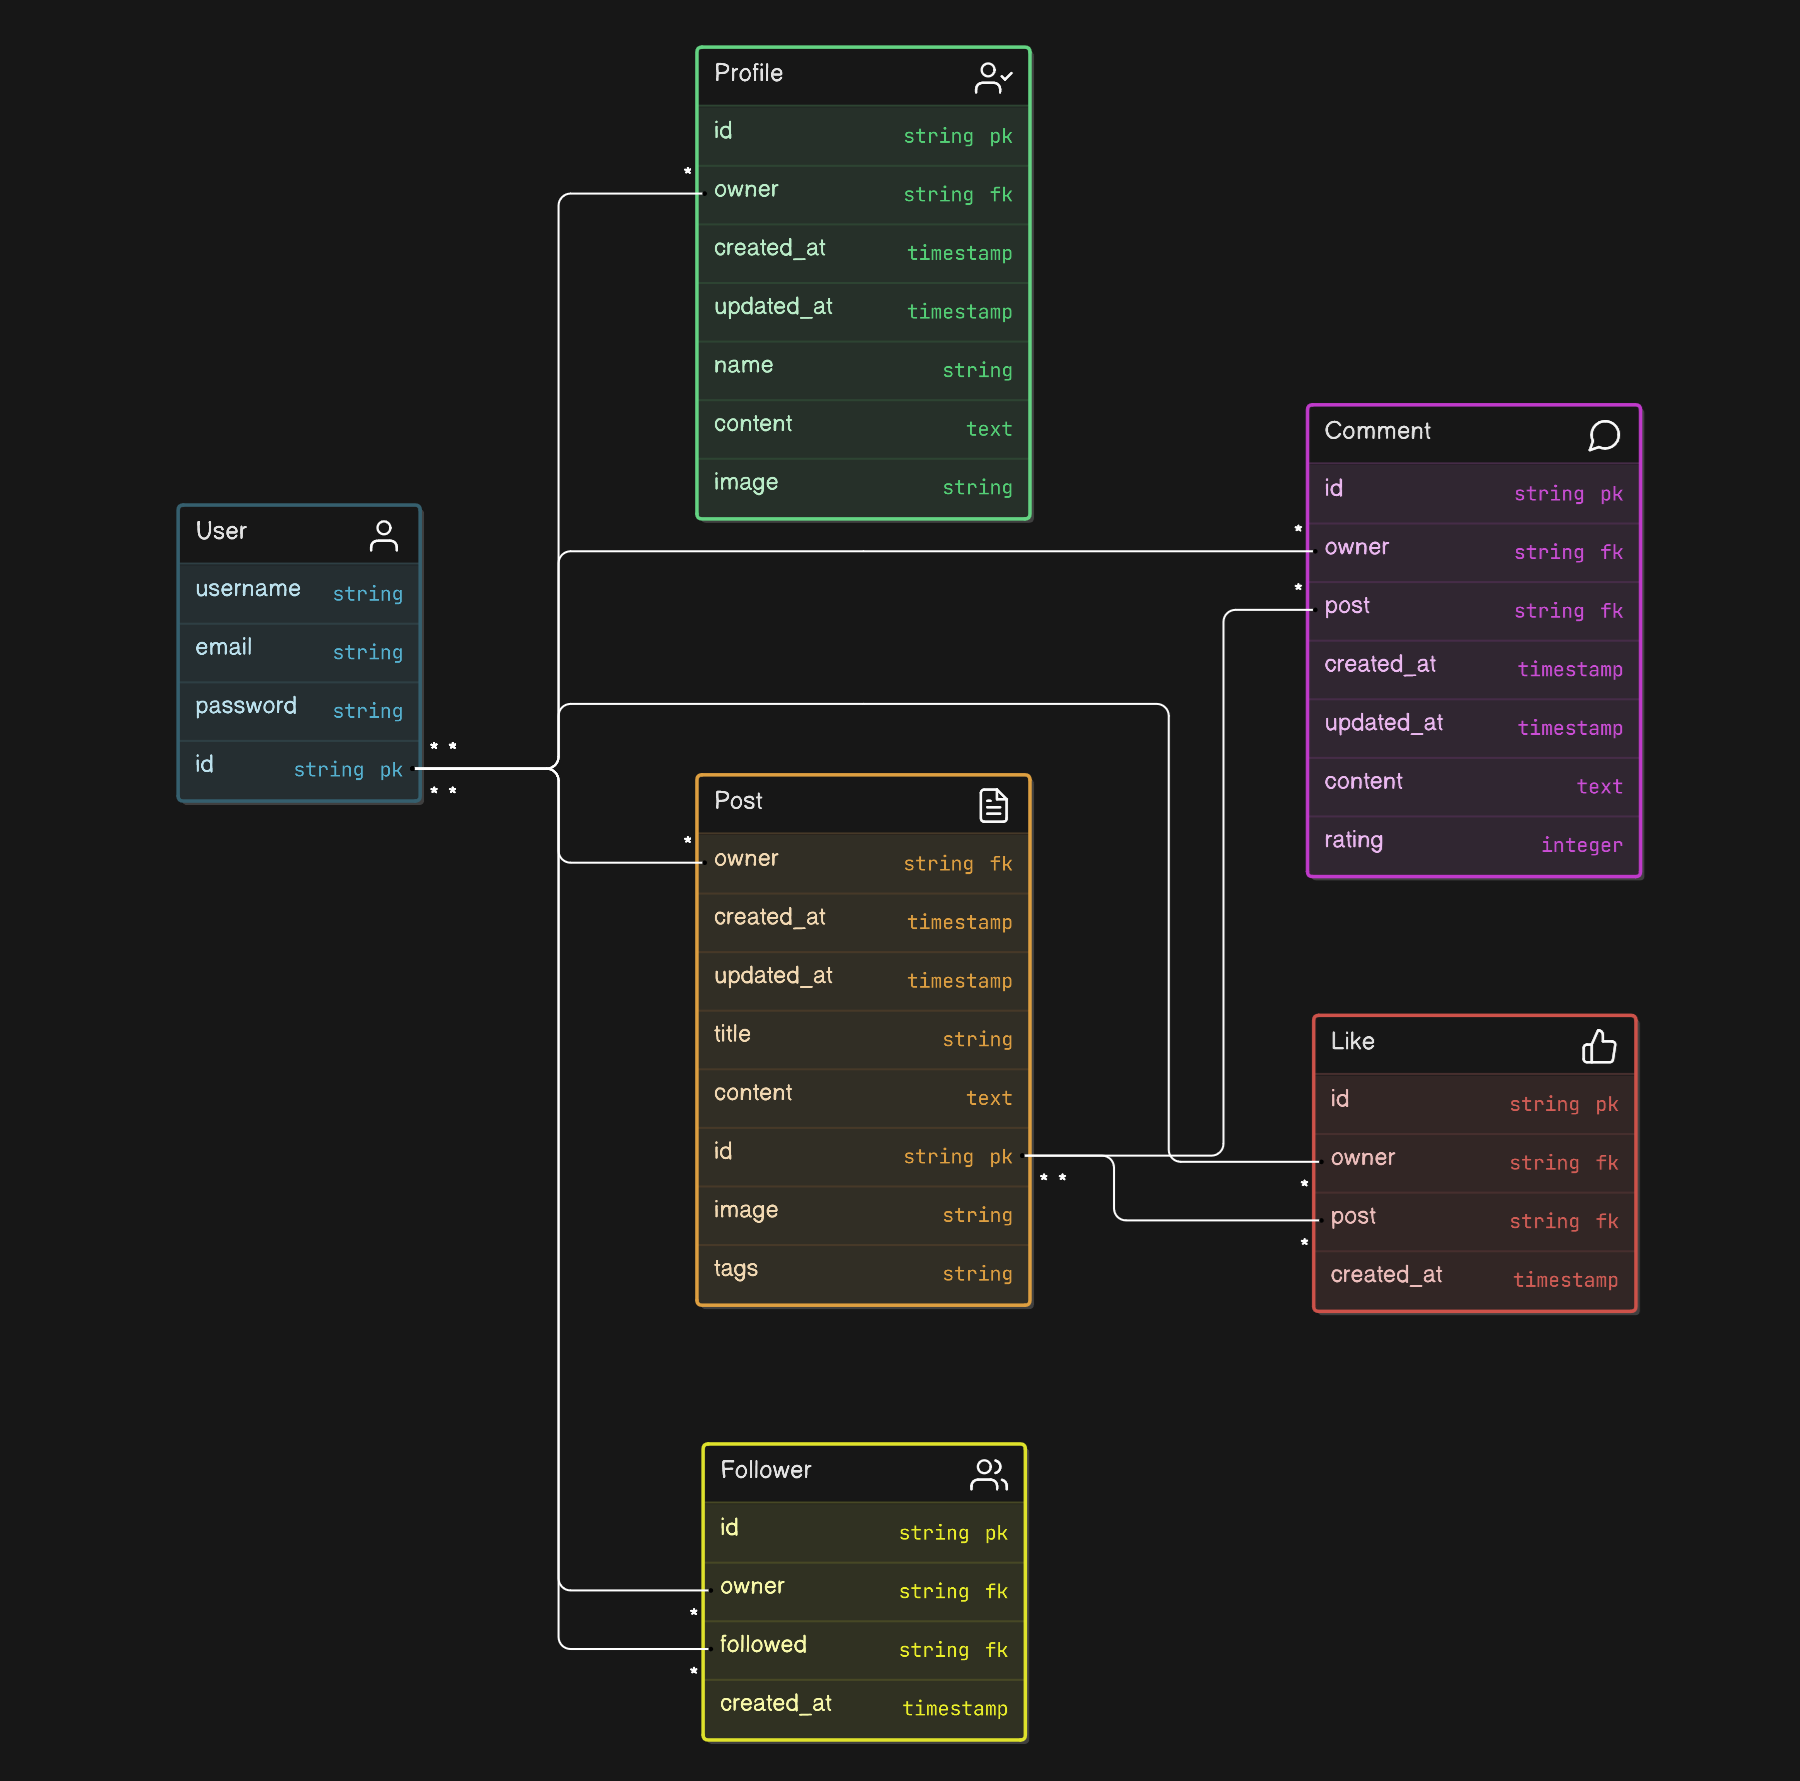 Profile
id string pk
*
owner string fk
created_at timestamp
updated_at timestamp
name string
content text
image string
User
username string
email string
password string
* *
id string pk
* *
Comment
id string pk
*
owner string fk
*
post string fk
created_at timestamp
updated_at timestamp
content text
rating integer
Post
*
owner string fk
created_at timestamp
updated_at timestamp
title string
content text
id string pk
* *
image string
tags string
Like
id string pk
owner string fk
*
post string fk
*
created_at timestamp
Follower
id string pk
owner string fk
*
followed string fk
*
created_at timestamp